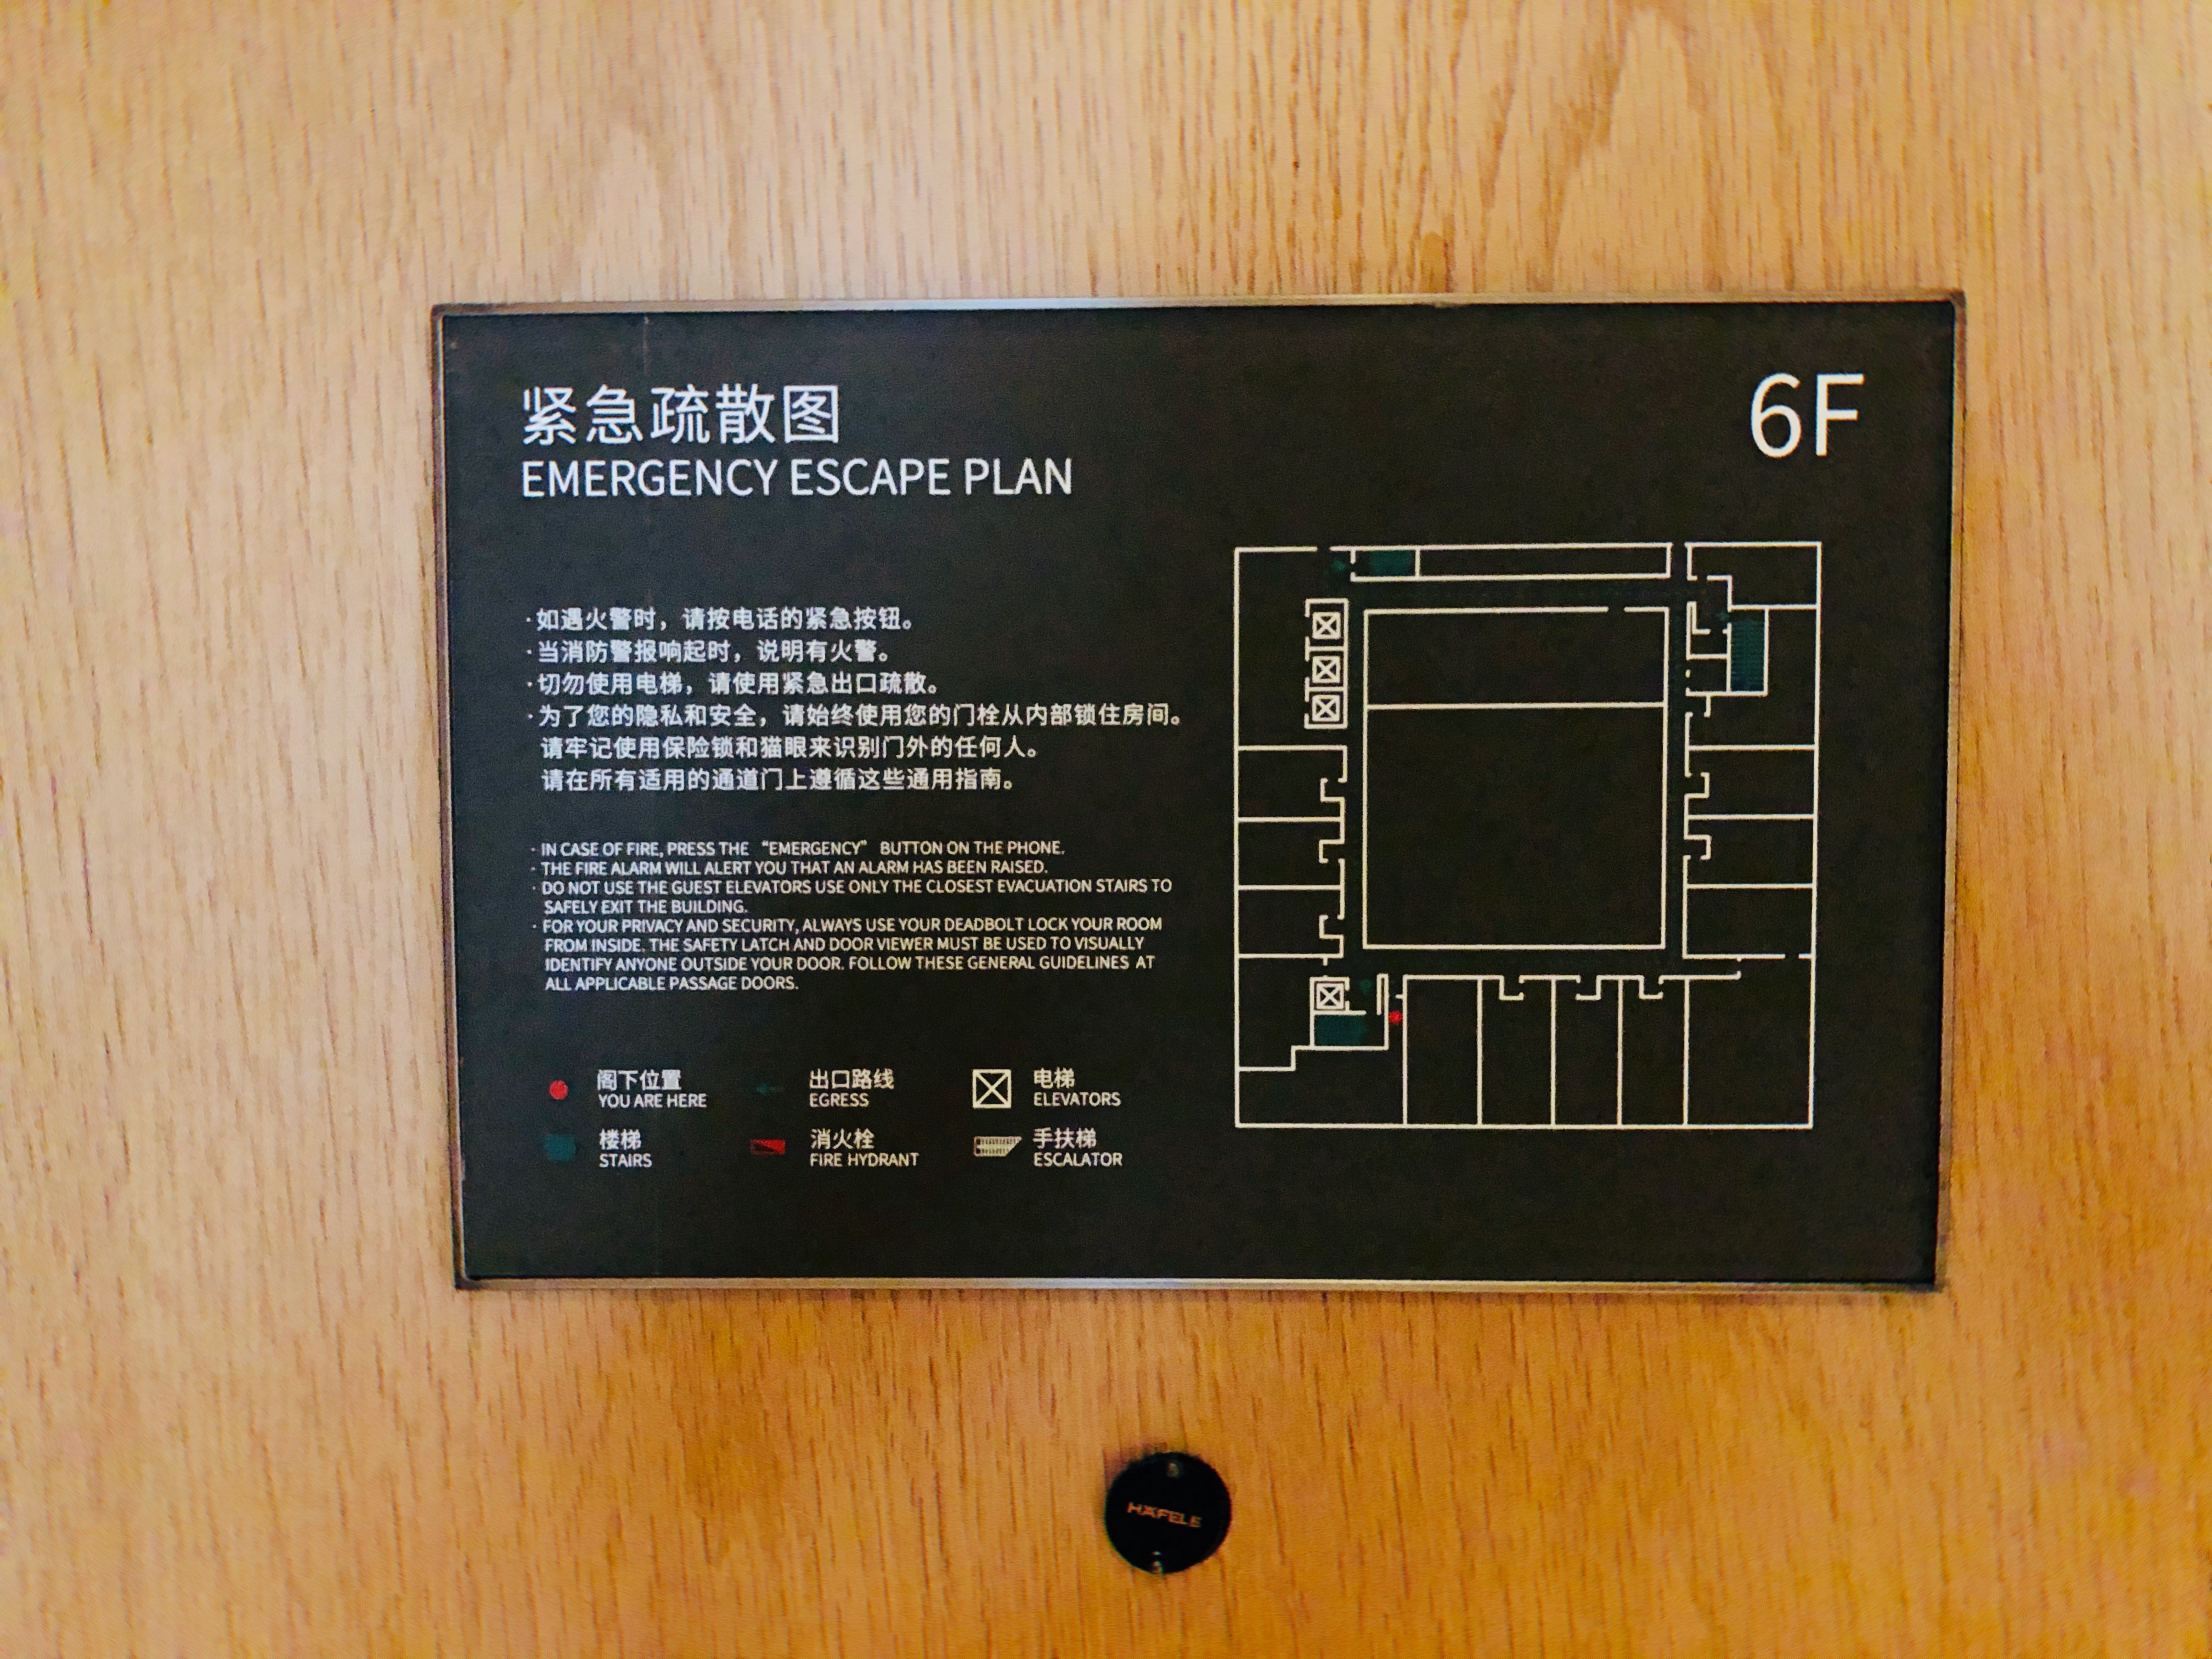 紧急疏散图
EMERGENCY ESCAPE PLAN
6F
·如遇火警时，请按电话的紧急按钮。
·当消防警报响起时，说明有火警。
·切勿使用电梯，请使用紧急出口疏散。
·为了您的隐私和安全，请始终使用您的门栓从内部锁住房间。
请牢记使用保险锁和猫眼来识别门外的任何人。
请在所有适用的通道门上遵循这些通用指南。
· IN CASE OF FIRE, PRESS THE “EMERGENCY” BUTTON ON THE PHONE.
· THE FIRE ALARM WILL ALERT YOU THAT AN ALARM HAS BEEN RAISED.
· DO NOT USE THE GUEST ELEVATORS USE ONLY THE CLOSEST EVACUATION STAIRS TO
SAFELY EXIT THE BUILDING.
· FOR YOUR PRIVACY AND SECURITY, ALWAYS USE YOUR DEADBOLT LOCK YOUR ROOM
FROM INSIDE. THE SAFETY LATCH AND DOOR VIEWER MUST BE USED TO VISUALLY
IDENTIFY ANYONE OUTSIDE YOUR DOOR. FOLLOW THESE GENERAL GUIDELINES AT
ALL APPLICABLE PASSAGE DOORS.
阁下位置
YOU ARE HERE
出口路线
EGRESS
电梯
ELEVATORS
楼梯
STAIRS
消火栓
FIRE HYDRANT
手扶梯
ESCALATOR
HÄFELE